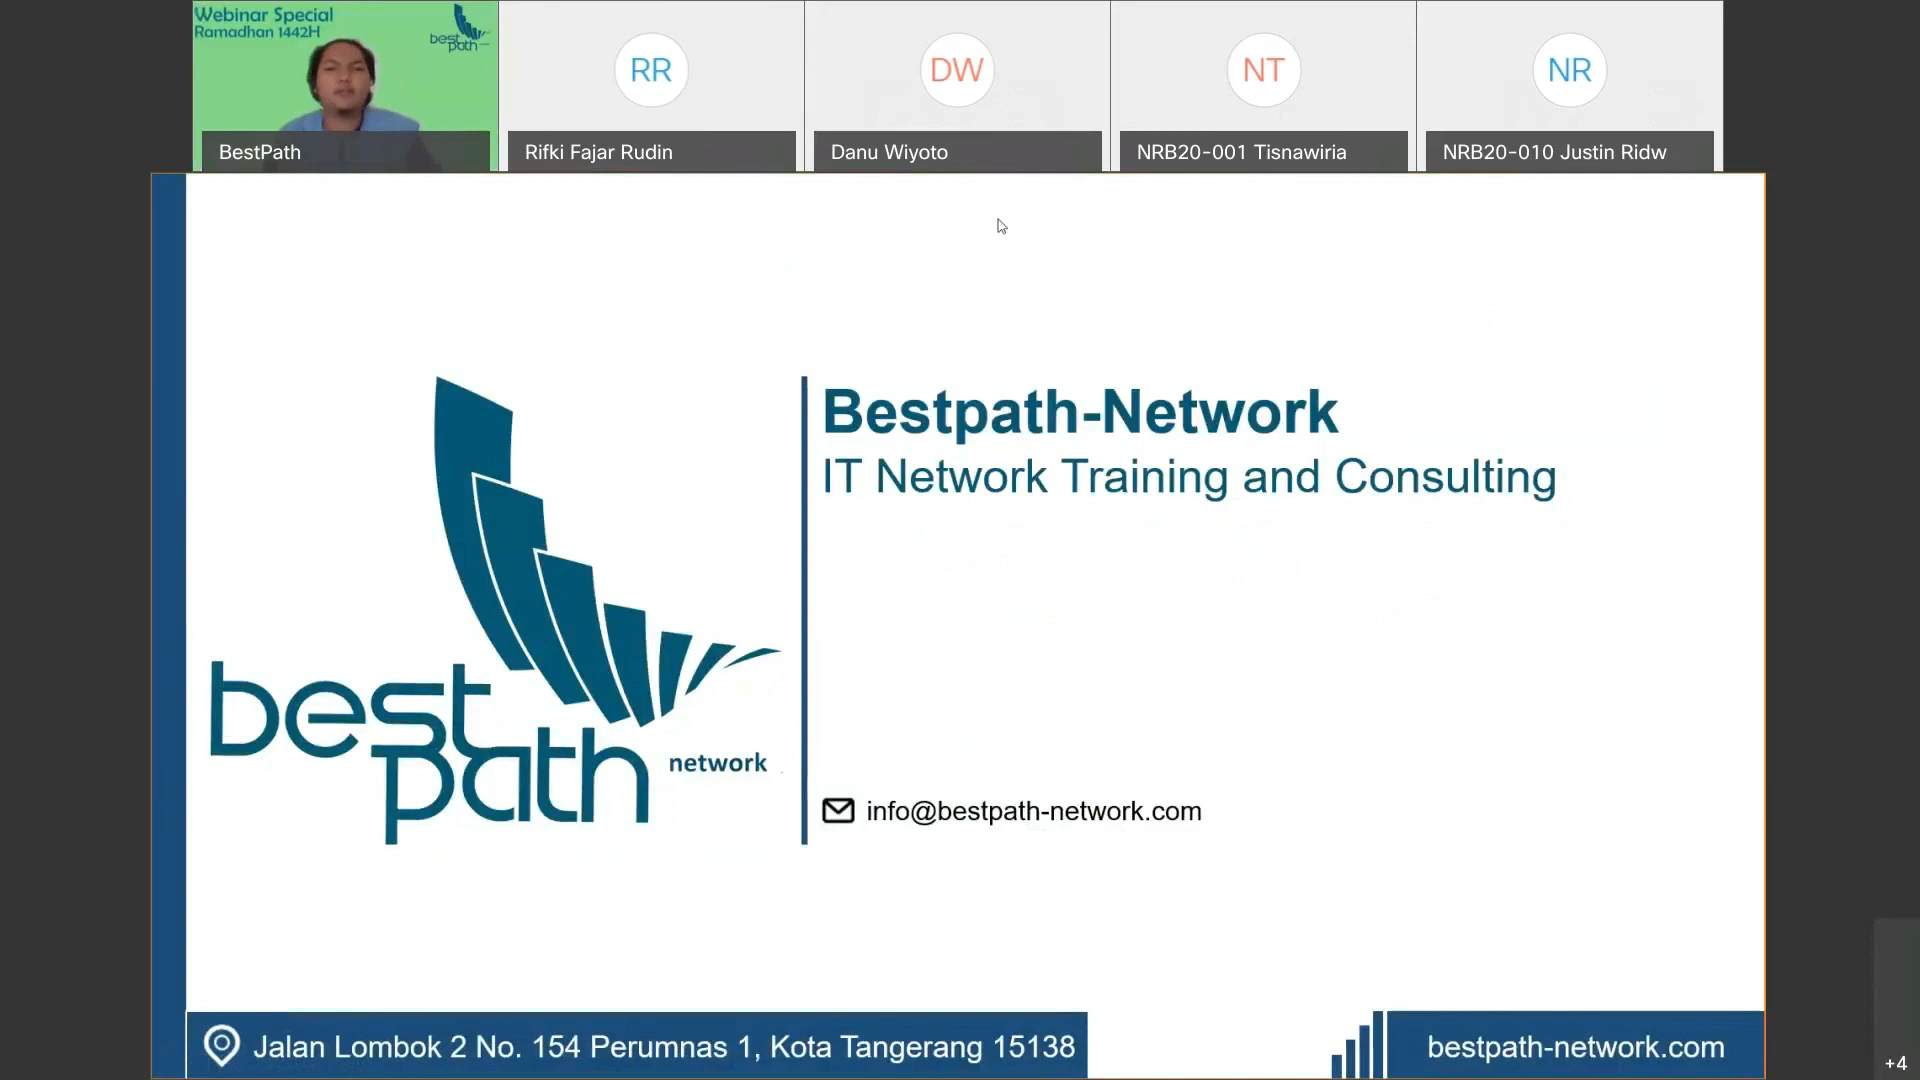 Webinar Special
Ramadhan 1442H
best
path
BestPath
RR
Rifki Fajar Rudin
DW
Danu Wiyoto
NT
NRB20-001 Tisnawiria
NR
NRB20-010 Justin Ridw
best
path
network
Bestpath-Network
IT Network Training and Consulting
info@bestpath-network.com
Jalan Lombok 2 No. 154 Perumnas 1, Kota Tangerang 15138
bestpath-network.com
+4